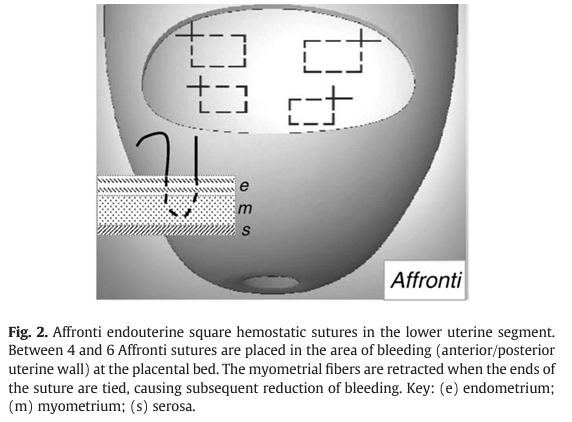 e
m
s
Affronti
Fig. 2. Affronti endouterine square hemostatic sutures in the lower uterine segment.
Between 4 and 6 Affronti sutures are placed in the area of bleeding (anterior/posterior
uterine wall) at the placental bed. The myometrial fibers are retracted when the ends of
the suture are tied, causing subsequent reduction of bleeding. Key: (e) endometrium;
(m) myometrium; (s) serosa.